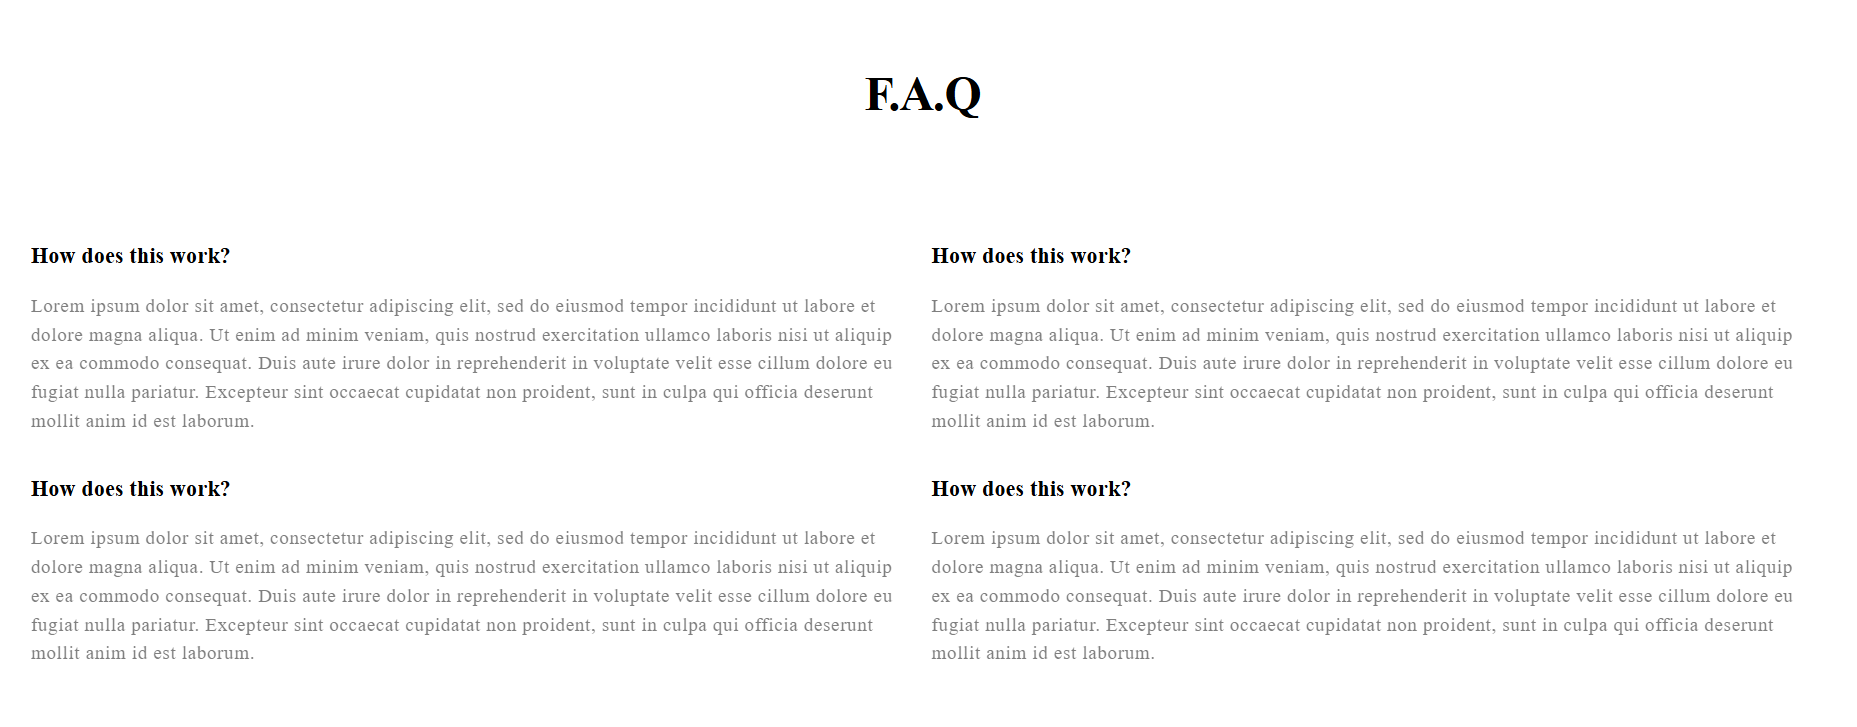 F.A.Q
How does this work?
Lorem ipsum dolor sit amet, consectetur adipiscing elit, sed do eiusmod tempor incididunt ut labore et
dolore magna aliqua. Ut enim ad minim veniam, quis nostrud exercitation ullamco laboris nisi ut aliquip
ex ea commodo consequat. Duis aute irure dolor in reprehenderit in voluptate velit esse cillum dolore eu
fugiat nulla pariatur. Excepteur sint occaecat cupidatat non proident, sunt in culpa qui officia deserunt
mollit anim id est laborum.
How does this work?
Lorem ipsum dolor sit amet, consectetur adipiscing elit, sed do eiusmod tempor incididunt ut labore et
dolore magna aliqua. Ut enim ad minim veniam, quis nostrud exercitation ullamco laboris nisi ut aliquip
ex ea commodo consequat. Duis aute irure dolor in reprehenderit in voluptate velit esse cillum dolore eu
fugiat nulla pariatur. Excepteur sint occaecat cupidatat non proident, sunt in culpa qui officia deserunt
mollit anim id est laborum.
How does this work?
Lorem ipsum dolor sit amet, consectetur adipiscing elit, sed do eiusmod tempor incididunt ut labore et
dolore magna aliqua. Ut enim ad minim veniam, quis nostrud exercitation ullamco laboris nisi ut aliquip
ex ea commodo consequat. Duis aute irure dolor in reprehenderit in voluptate velit esse cillum dolore eu
fugiat nulla pariatur. Excepteur sint occaecat cupidatat non proident, sunt in culpa qui officia deserunt
mollit anim id est laborum.
How does this work?
Lorem ipsum dolor sit amet, consectetur adipiscing elit, sed do eiusmod tempor incididunt ut labore et
dolore magna aliqua. Ut enim ad minim veniam, quis nostrud exercitation ullamco laboris nisi ut aliquip
ex ea commodo consequat. Duis aute irure dolor in reprehenderit in voluptate velit esse cillum dolore eu
fugiat nulla pariatur. Excepteur sint occaecat cupidatat non proident, sunt in culpa qui officia deserunt
mollit anim id est laborum.